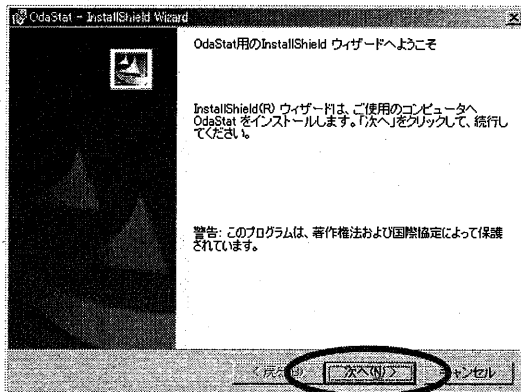 OdaStat - InstallShield Wizard
OdaStat用のInstallShield ウィザードへようこそ
InstallShield(R) ウィザードは、ご使用のコンピュータへ
OdaStat をインストールします。「次へ」をクリックして、続行し
てください。
警告: このプログラムは、著作権法および国際協定によって保護
されています。
次へ(N) >